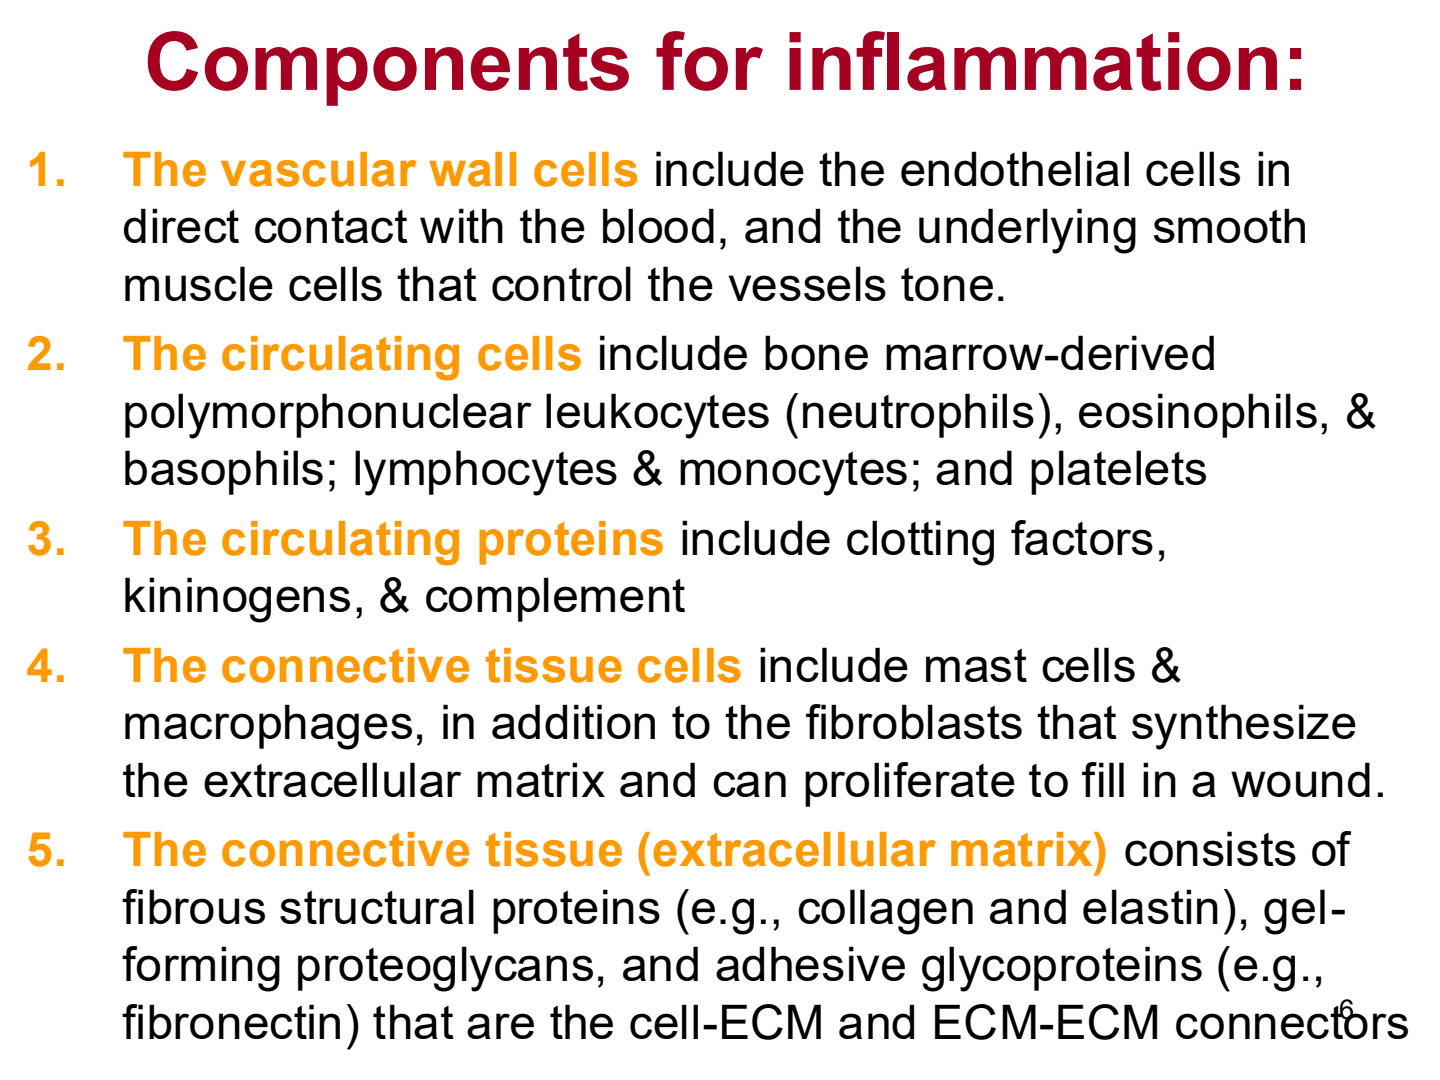 Components for inflammation:
1. The vascular wall cells include the endothelial cells in
direct contact with the blood, and the underlying smooth
muscle cells that control the vessels tone.
2. The circulating cells include bone marrow-derived
polymorphonuclear leukocytes (neutrophils), eosinophils, &
basophils; lymphocytes & monocytes; and platelets
3. The circulating proteins include clotting factors,
kininogens, & complement
4. The connective tissue cells include mast cells &
macrophages, in addition to the fibroblasts that synthesize
the extracellular matrix and can proliferate to fill in a wound.
5. The connective tissue (extracellular matrix) consists of
fibrous structural proteins (e.g., collagen and elastin), gel-
forming proteoglycans, and adhesive glycoproteins (e.g.,
fibronectin) that are the cell-ECM and ECM-ECM connectors
6